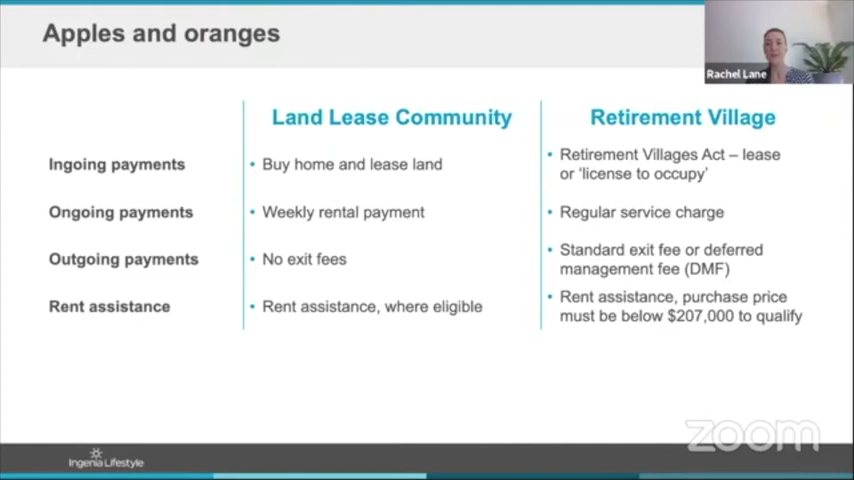 Apples and oranges
Rachel Lane
Land Lease Community
Retirement Village
Ingoing payments
• Buy home and lease land
• Retirement Villages Act – lease
or 'license to occupy'
Ongoing payments
• Weekly rental payment
• Regular service charge
Outgoing payments
• No exit fees
• Standard exit fee or deferred
management fee (DMF)
Rent assistance
• Rent assistance, where eligible
• Rent assistance, purchase price
must be below $207,000 to qualify
zoom
Ingenia Lifestyle